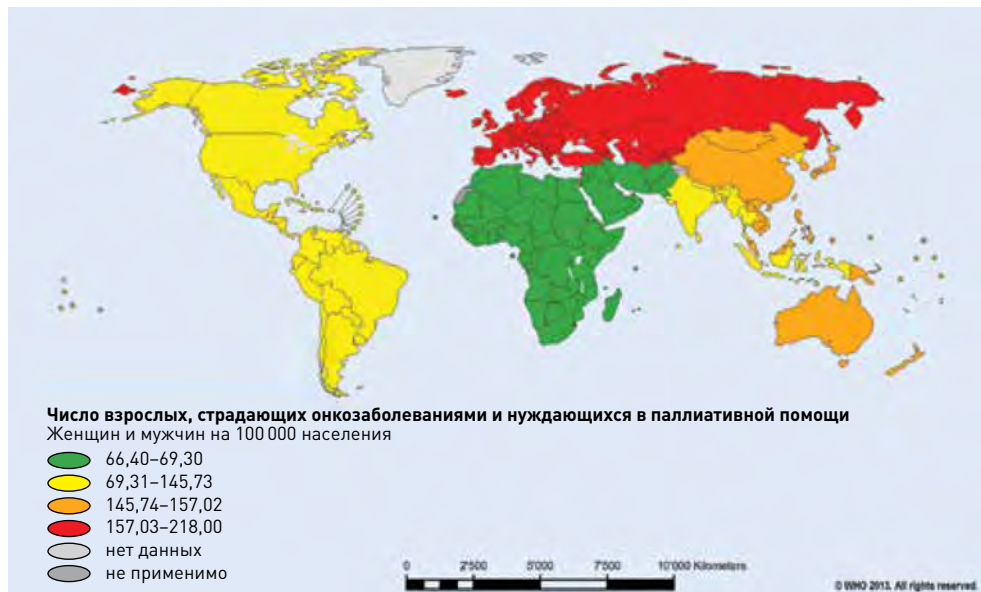 Число взрослых, страдающих онкозаболеваниями и нуждающихся в паллиативной помощи
Женщин и мужчин на 100 000 населения
66,40–69,30
69,31–145,73
145,74–157,02
157,03–218,00
нет данных
не применимо
0 2'500 5'000 7'500 10'000 Kilometers
© WHO 2013. All rights reserved.